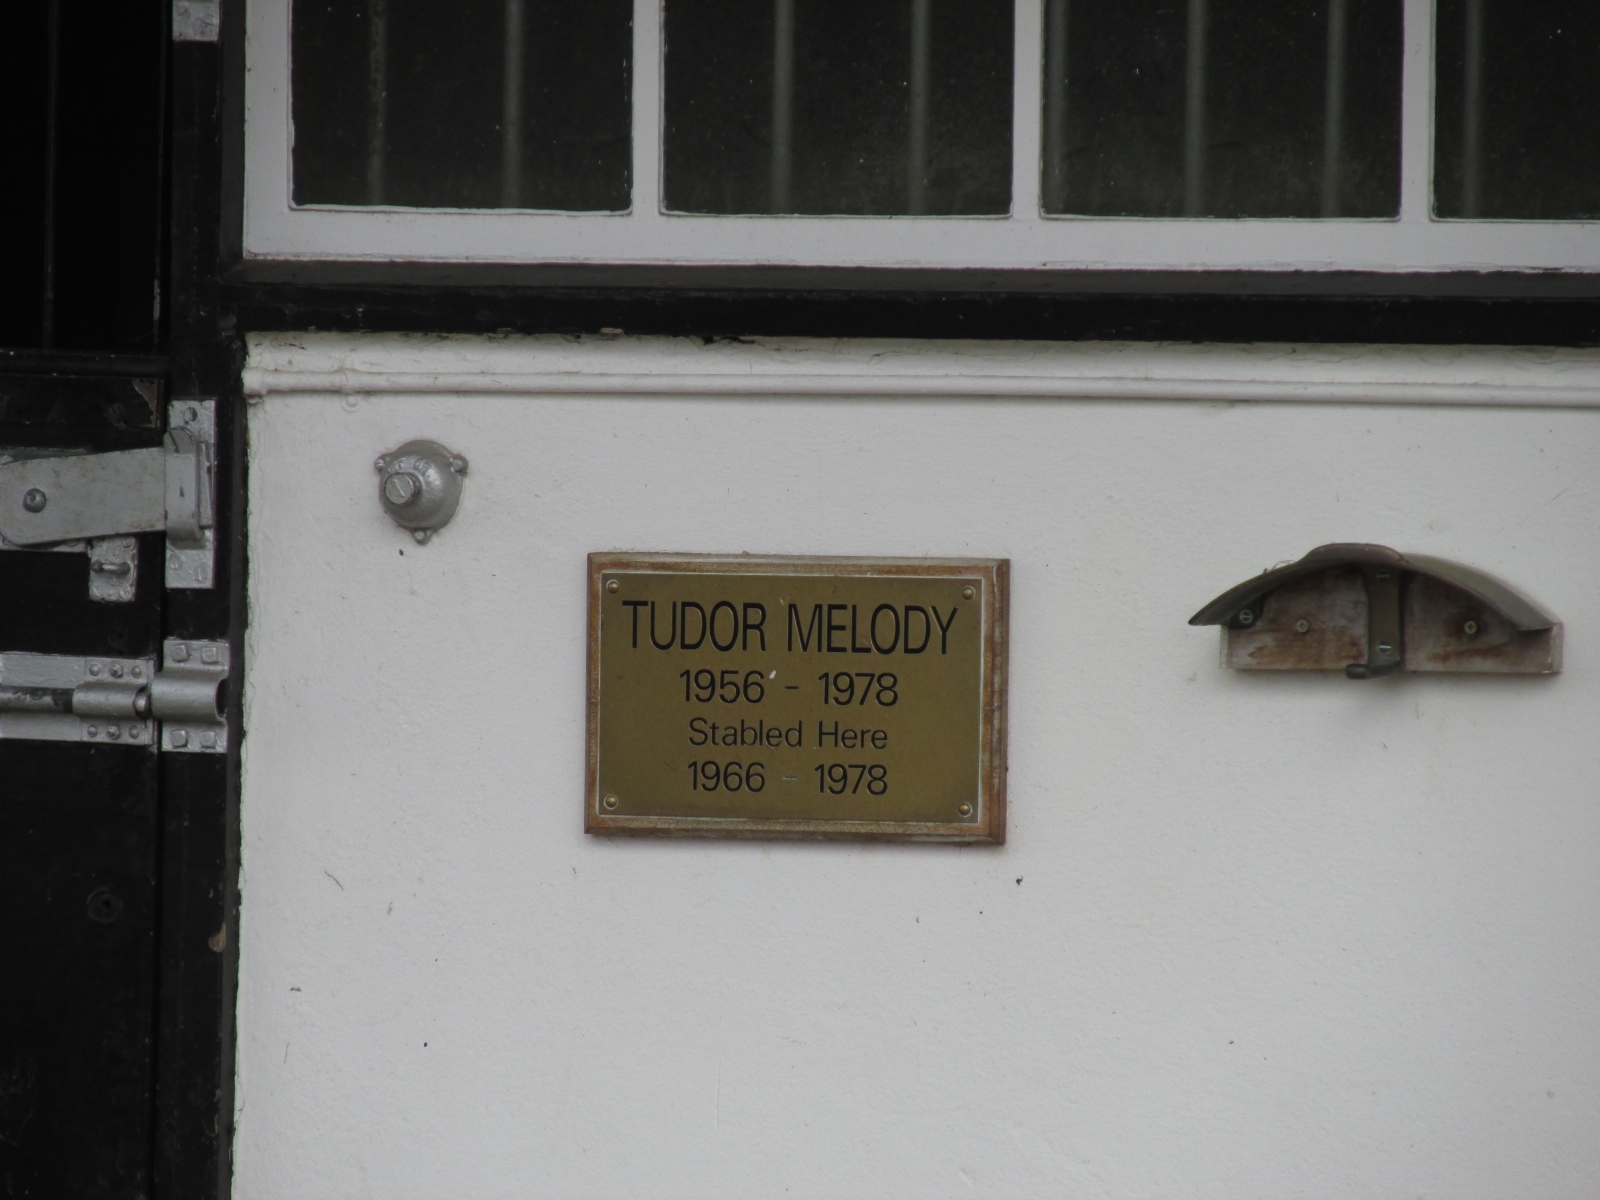 TUDOR MELODY
1956 - 1978
Stabled Here
1966 - 1978